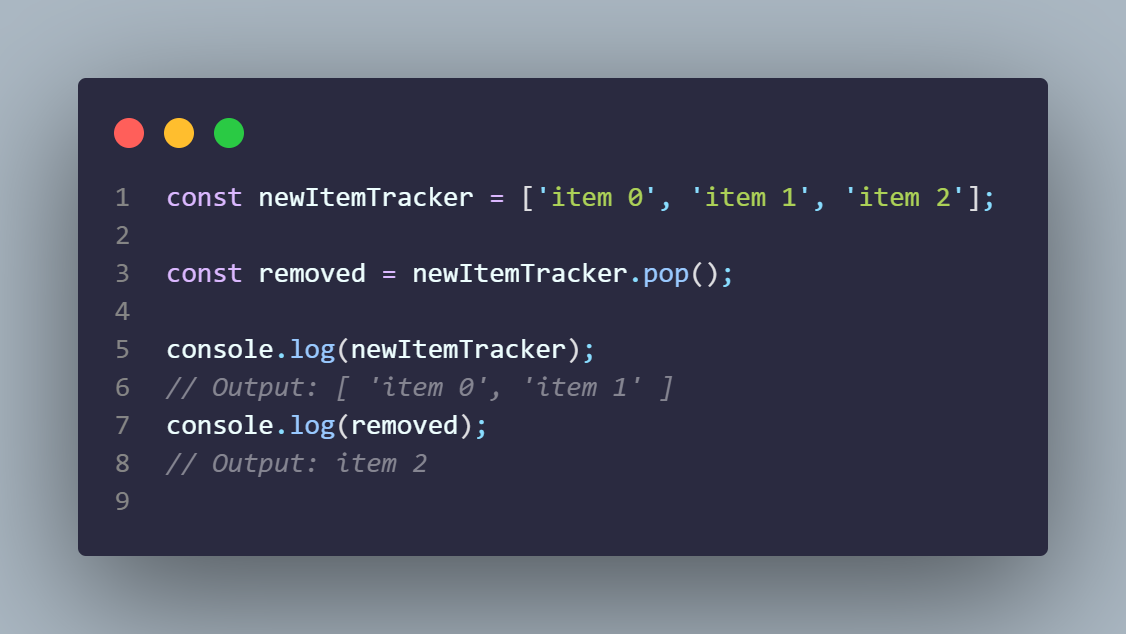 1 const newItemTracker = ['item 0', 'item 1', 'item 2'];
2
3 const removed = newItemTracker.pop();
4
5 console.log(newItemTracker);
6 // Output: [ 'item 0', 'item 1' ]
7 console.log(removed);
8 // Output: item 2
9